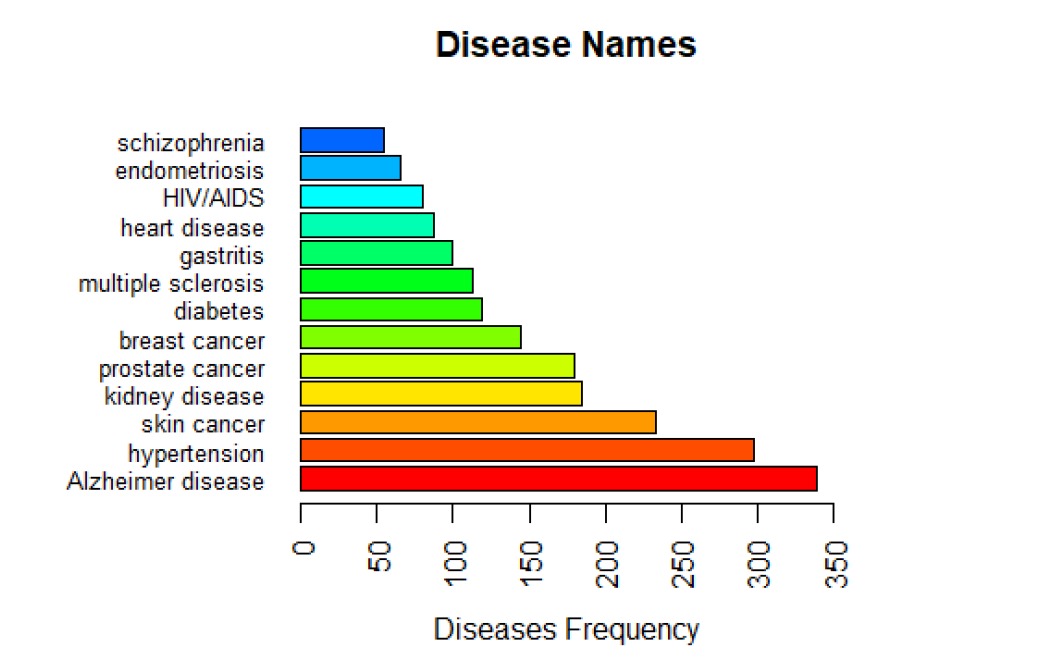 Disease Names
schizophrenia
endometriosis
HIV/AIDS
heart disease
gastritis
multiple sclerosis
diabetes
breast cancer
prostate cancer
kidney disease
skin cancer
hypertension
Alzheimer disease
0
50
100
150
200
250
300
350
Diseases Frequency